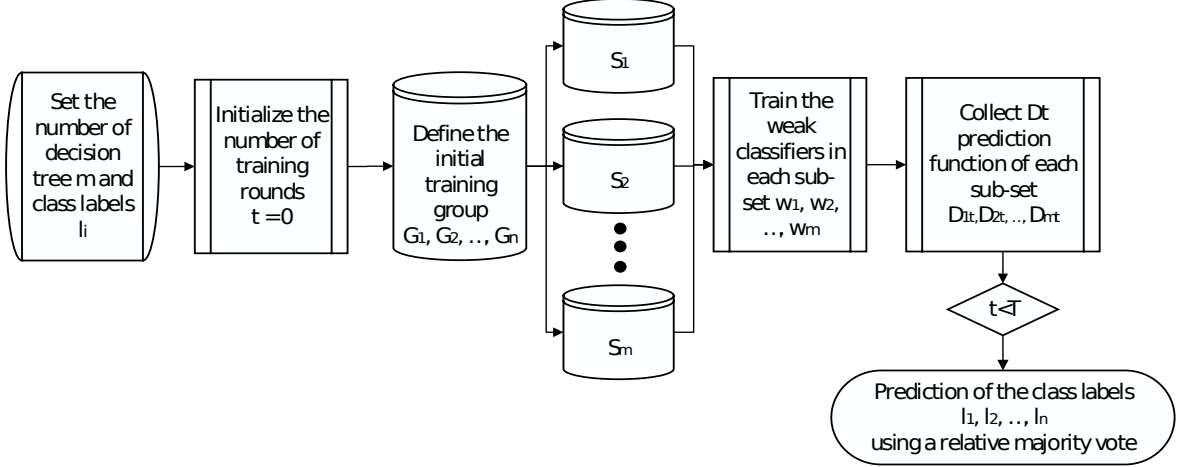 Set the
number of
decision
tree m and
class labels
li
Initialize the
number of
training
rounds
t =0
Define the
initial
training
group
G1, G2, .., Gn
S1
S2
Sm
Train the
weak
classifiers in
each sub-
set w1, w2,
.., wm
Collect Dt
prediction
function of each
sub-set
D1t,D2t, .., Dmt
t<T
Prediction of the class labels
l1, l2, .., ln
using a relative majority vote